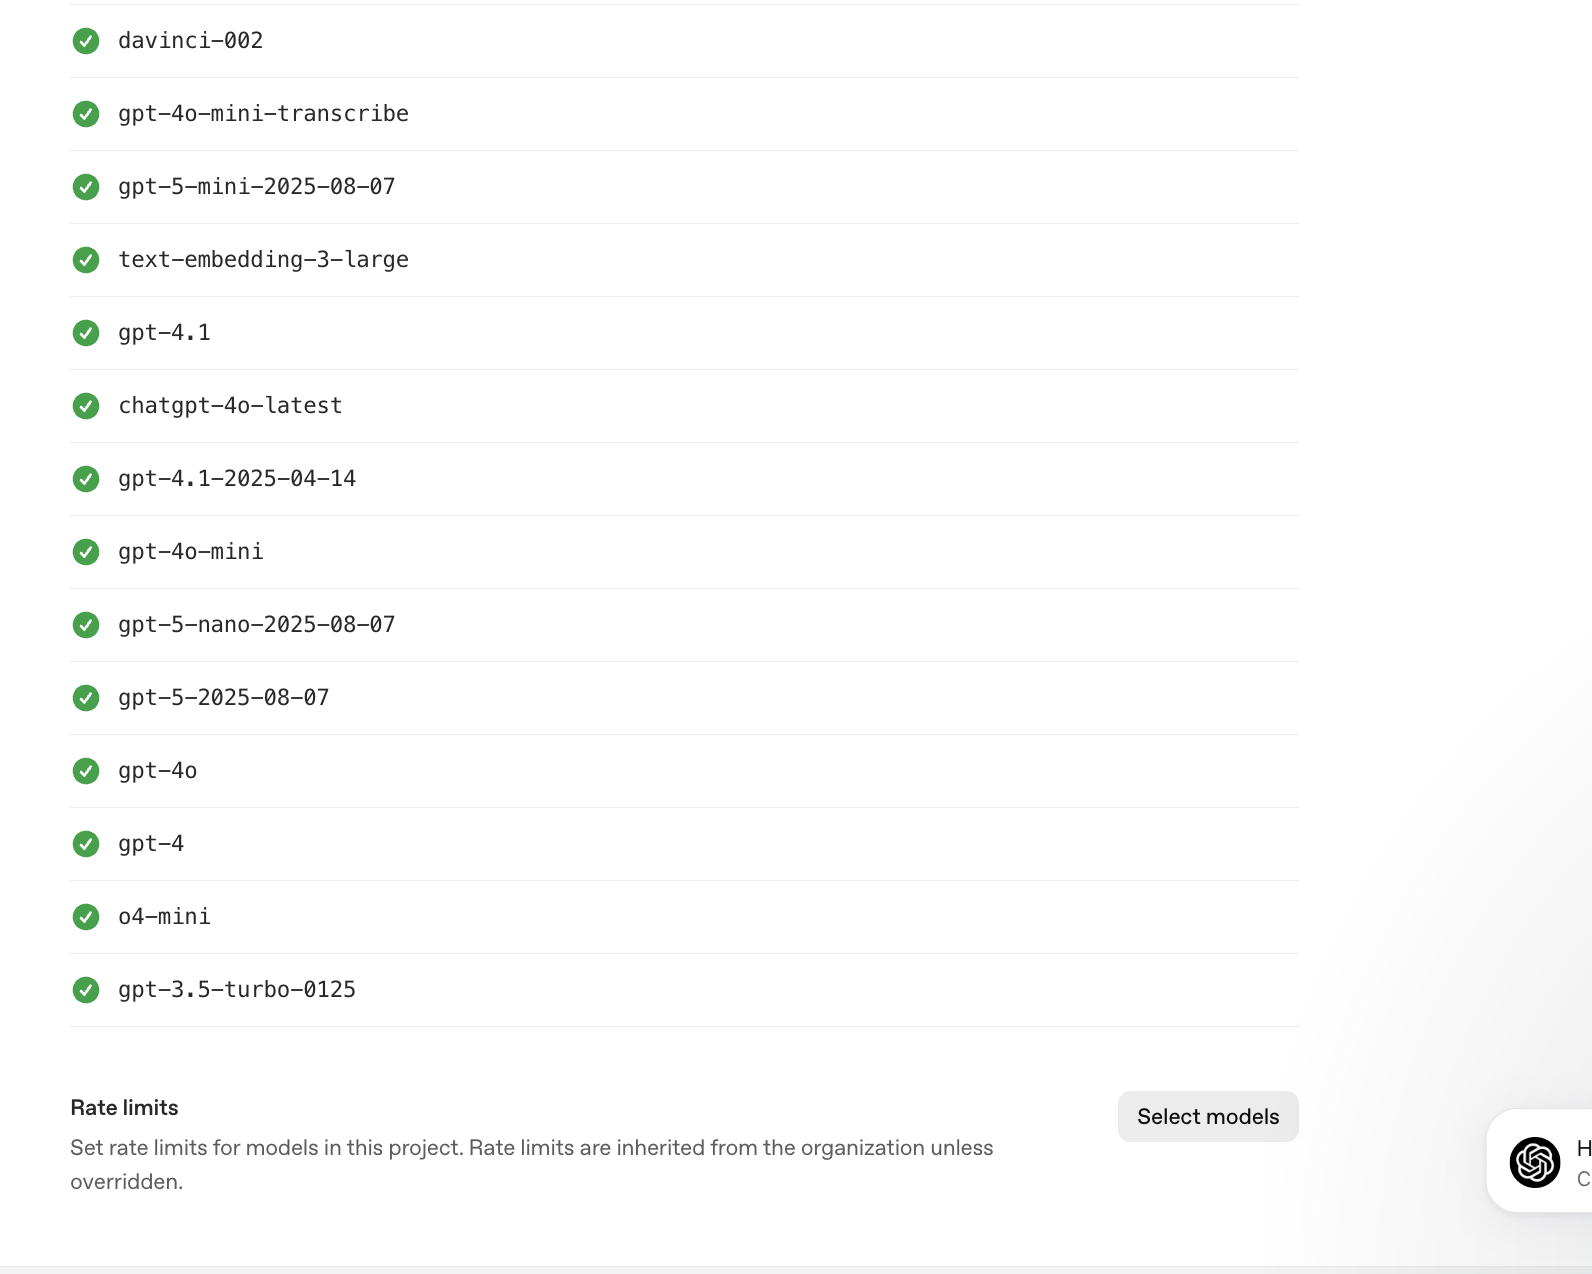 davinci-002
gpt-4o-mini-transcribe
gpt-5-mini-2025-08-07
text-embedding-3-large
gpt-4.1
chatgpt-4o-latest
gpt-4.1-2025-04-14
gpt-4o-mini
gpt-5-nano-2025-08-07
gpt-5-2025-08-07
gpt-4o
gpt-4
o4-mini
gpt-3.5-turbo-0125
Rate limits
Select models
Set rate limits for models in this project. Rate limits are inherited from the organization unless
overridden.